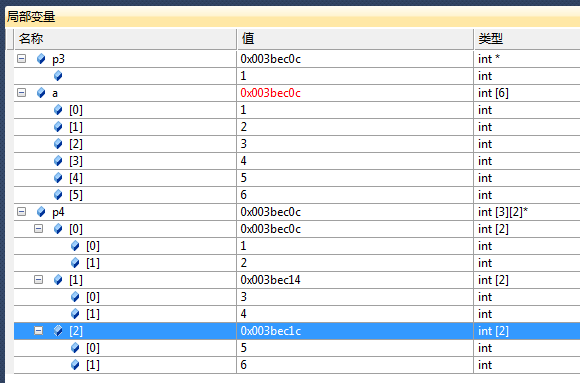 局部变量
名称 值 类型
p3 0x003bec0c int *
1 int
a 0x003bec0c int [6]
[0] 1 int
[1] 2 int
[2] 3 int
[3] 4 int
[4] 5 int
[5] 6 int
p4 0x003bec0c int [3][2]*
[0] 0x003bec0c int [2]
[0] 1 int
[1] 2 int
[1] 0x003bec14 int [2]
[0] 3 int
[1] 4 int
[2] 0x003bec1c int [2]
[0] 5 int
[1] 6 int